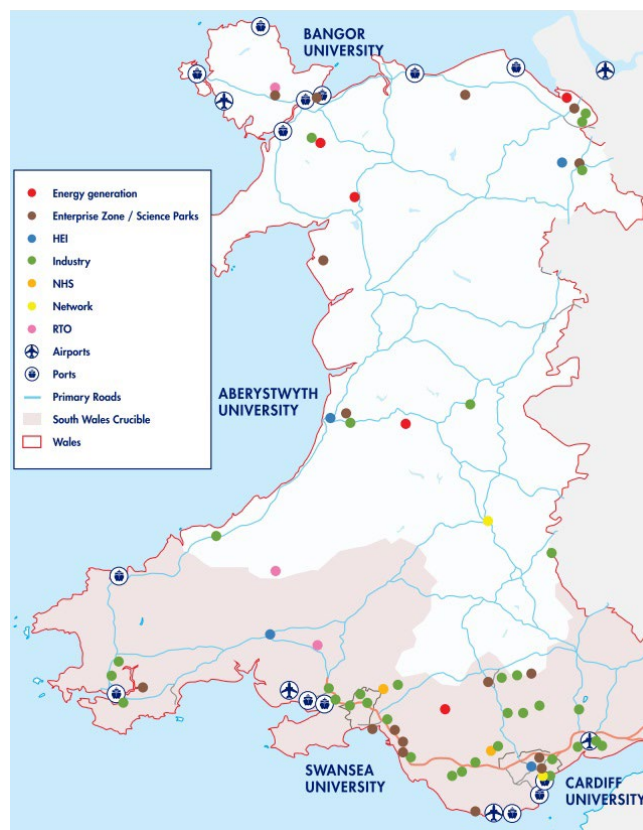 BANGOR
UNIVERSITY
Energy generation
Enterprise Zone / Science Parks
HEI
Industry
NHS
Network
RTO
Airports
Ports
Primary Roads
South Wales Crucible
Wales
ABERYSTWYTH
UNIVERSITY
SWANSEA
UNIVERSITY
CARDIFF
UNIVERSITY